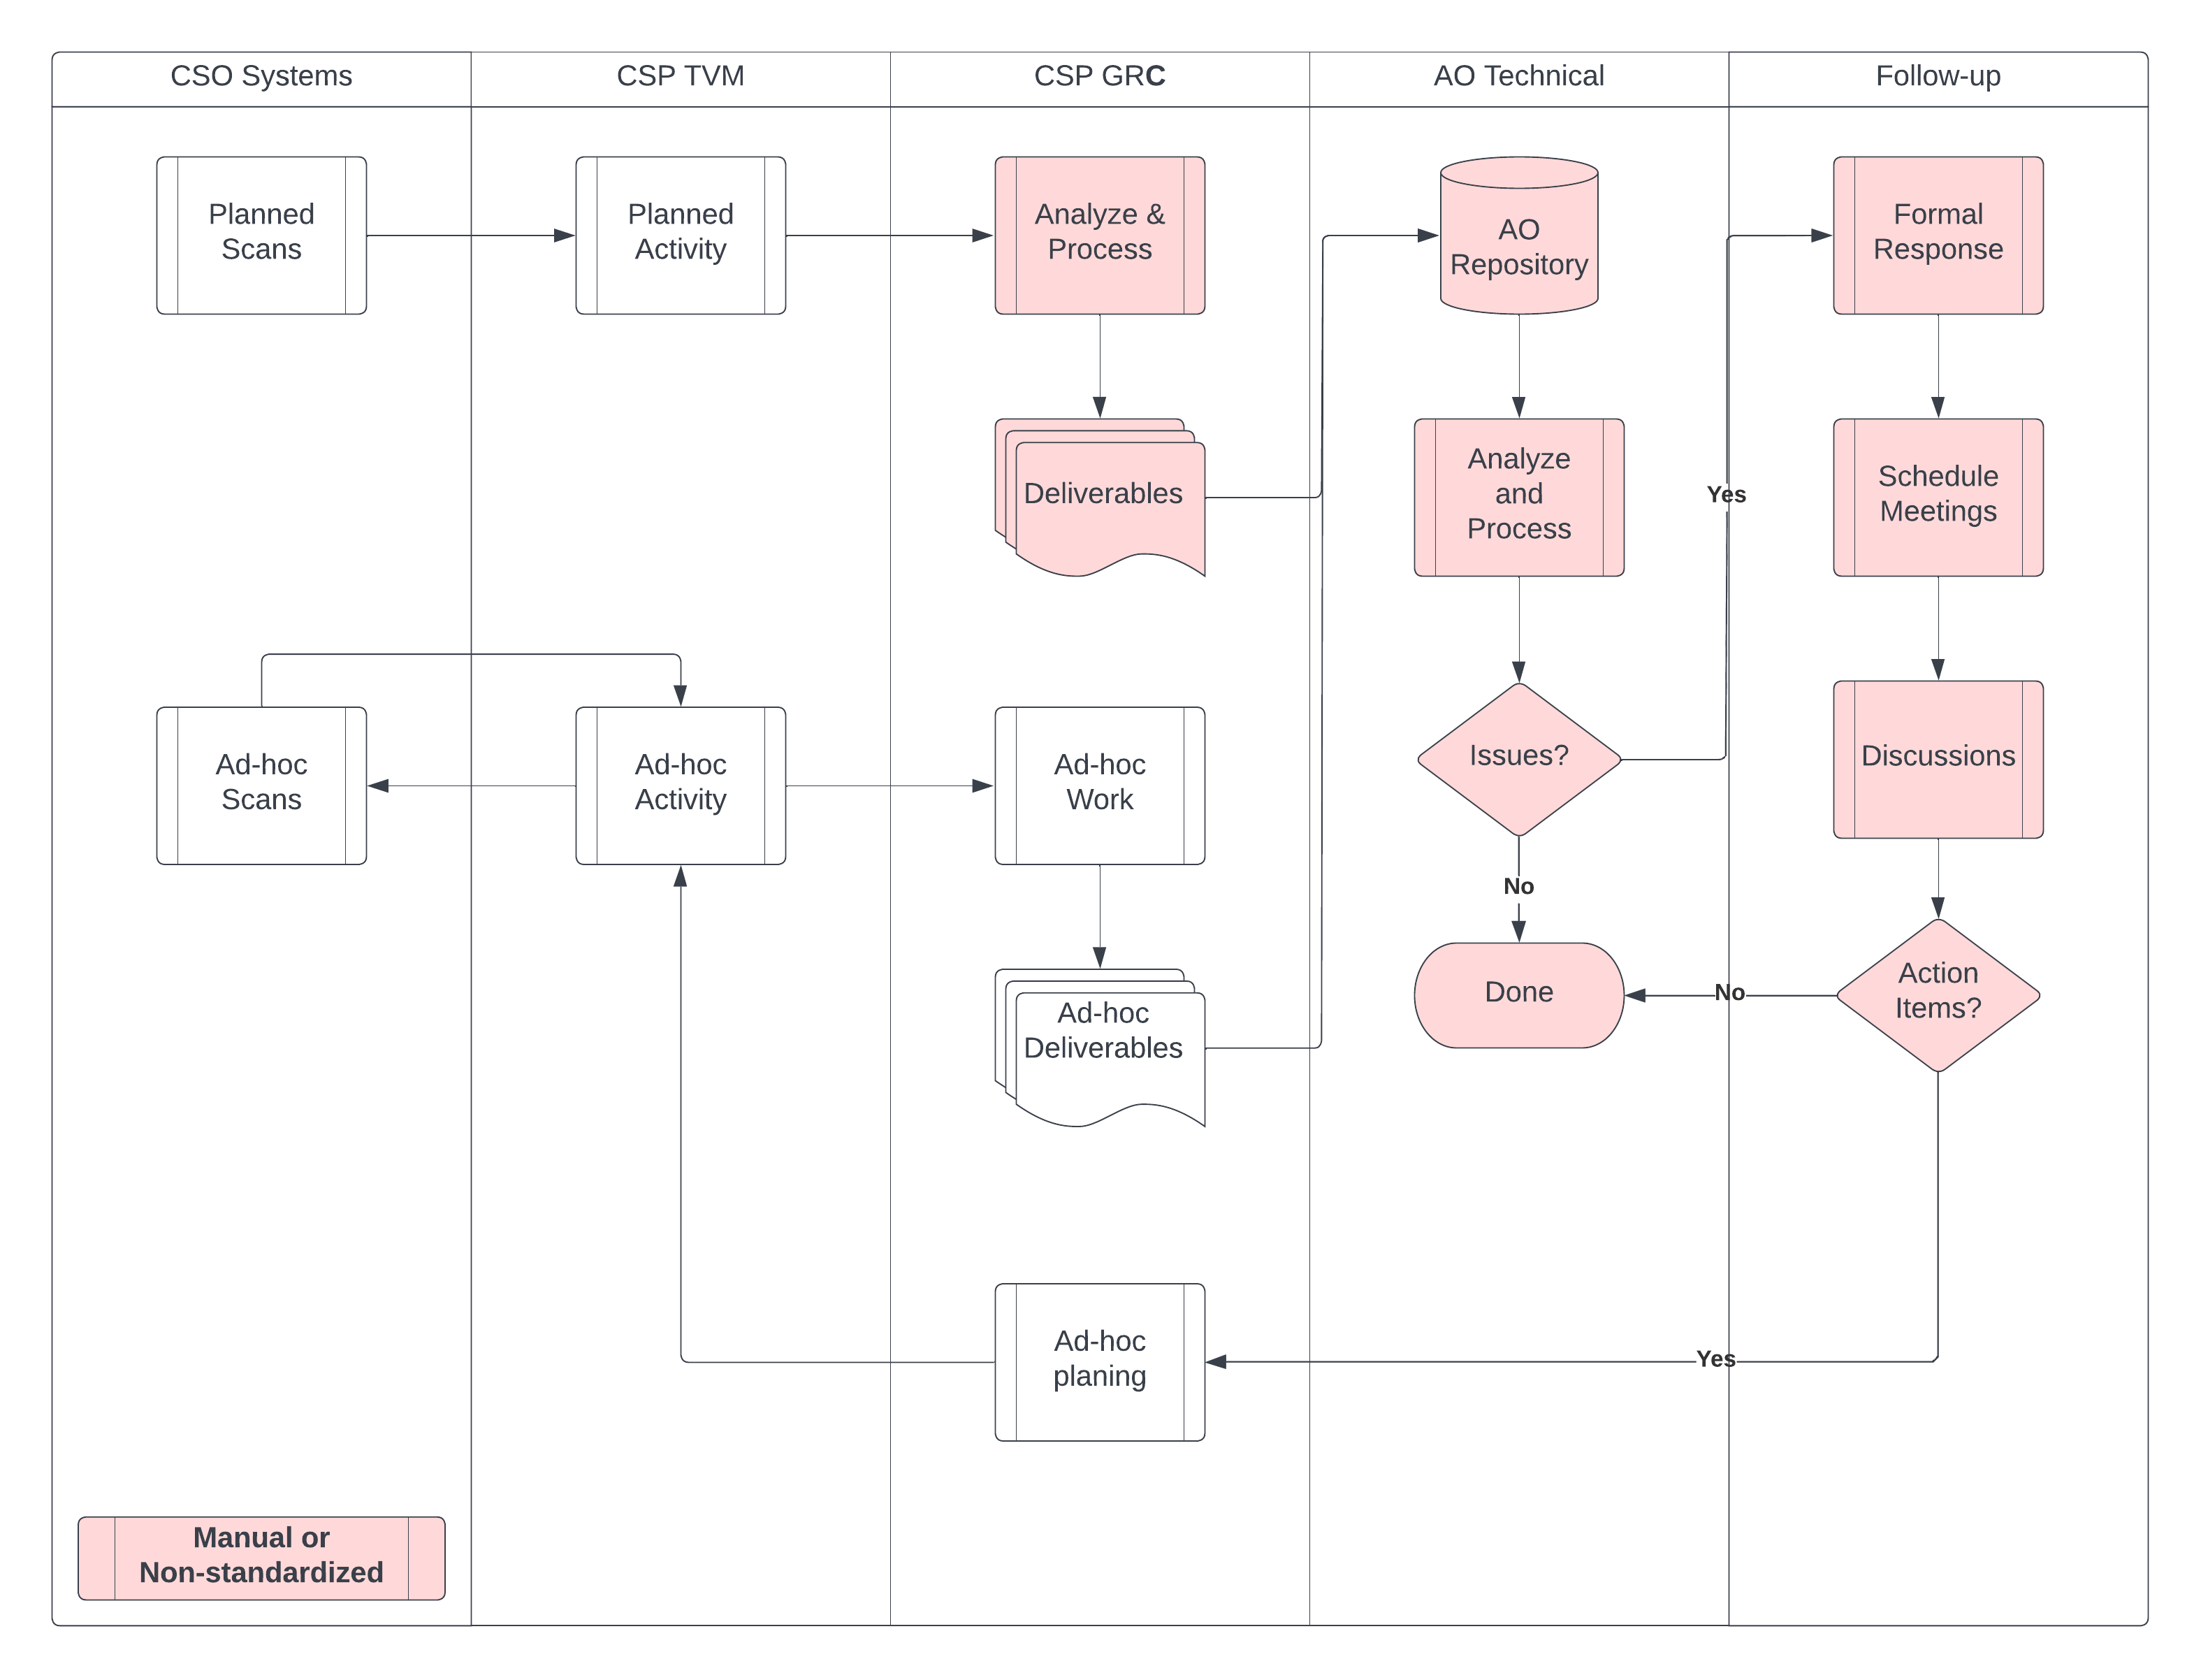 CSO Systems
CSP TVM
CSP GRC
AO Technical
Follow-up
Planned
Scans
Planned
Activity
Analyze &
Process
AO
Repository
Formal
Response
Deliverables
Analyze
and
Process
Yes
Schedule
Meetings
Ad-hoc
Scans
Ad-hoc
Activity
Ad-hoc
Work
Issues?
Discussions
No
Ad-hoc
Deliverables
Done
No
Action
Items?
Ad-hoc
planing
Yes
Manual or
Non-standardized